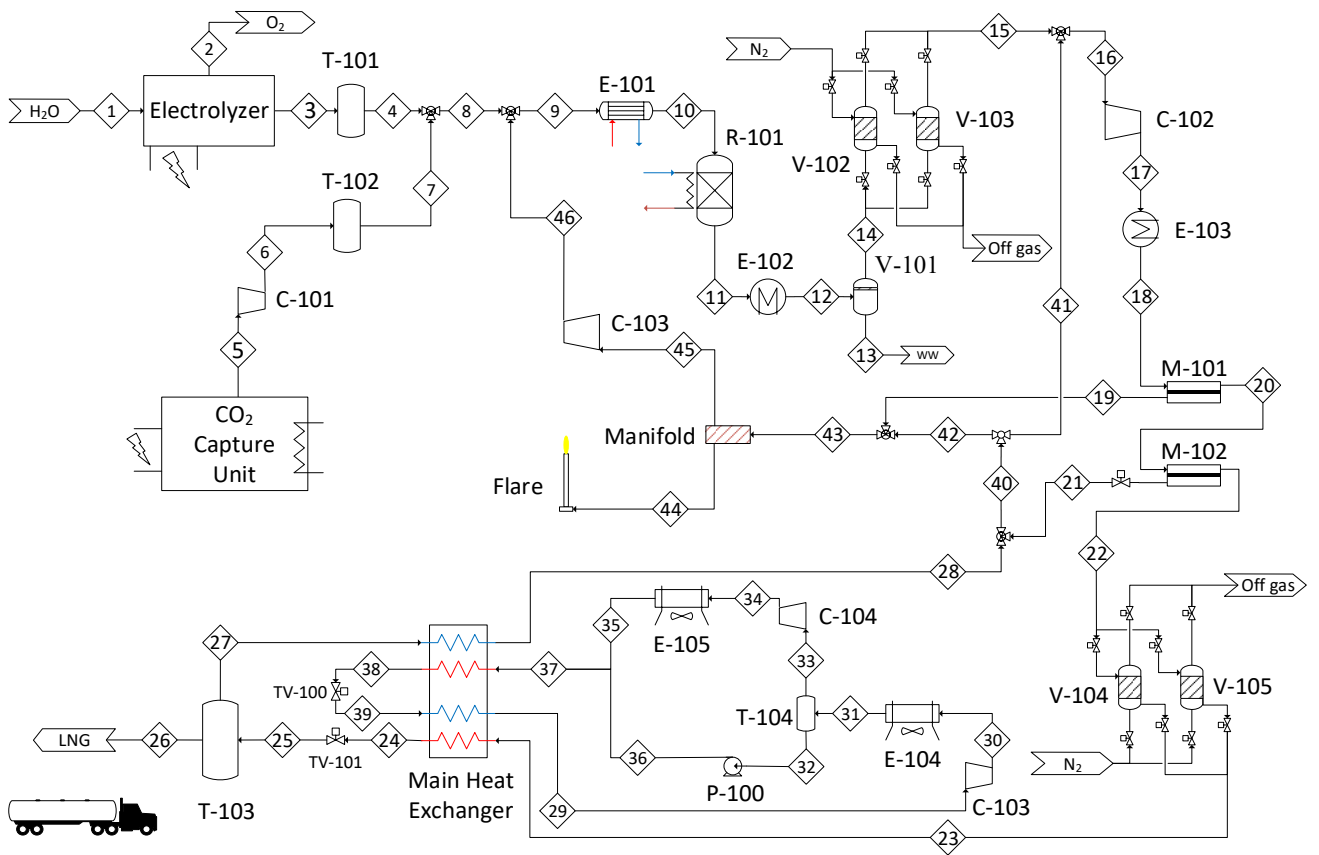 O2
2
T-101
H2O
1
Electrolyzer
3
4
8
9
E-101
10
R-101
T-102
7
6
C-101
5
CO2
Capture
Unit
46
C-103
45
11
E-102
12
V-101
13
WW
14
N2
V-102
V-103
Off gas
15
16
C-102
17
E-103
18
41
M-101
20
19
M-102
21
22
Manifold
43
42
40
Flare
44
28
Off gas
V-104
V-105
N2
23
27
38
TV-100
39
LNG
26
25
24
TV-101
T-103
Main Heat
Exchanger
37
35
E-105
34
C-104
33
T-104
31
E-104
30
C-103
36
P-100
32
29